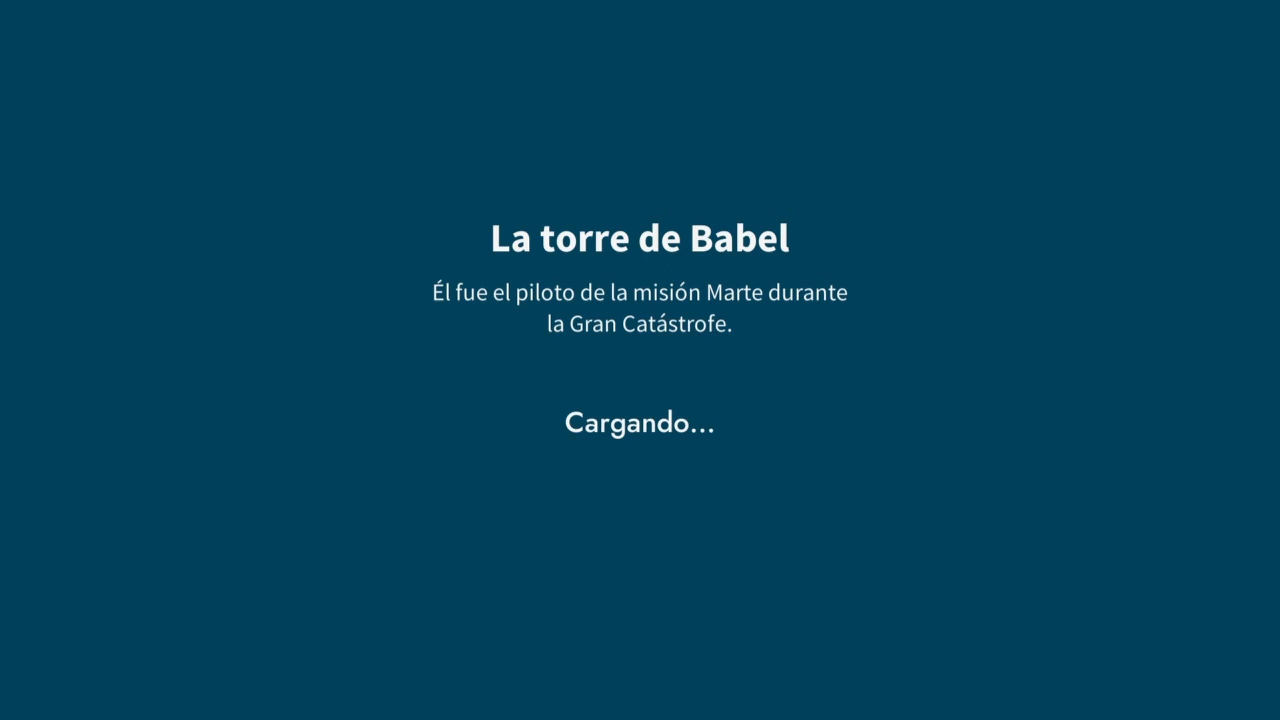 La torre de Babel
Él fue el piloto de la misión Marte durante
la Gran Catástrofe.
Cargando...